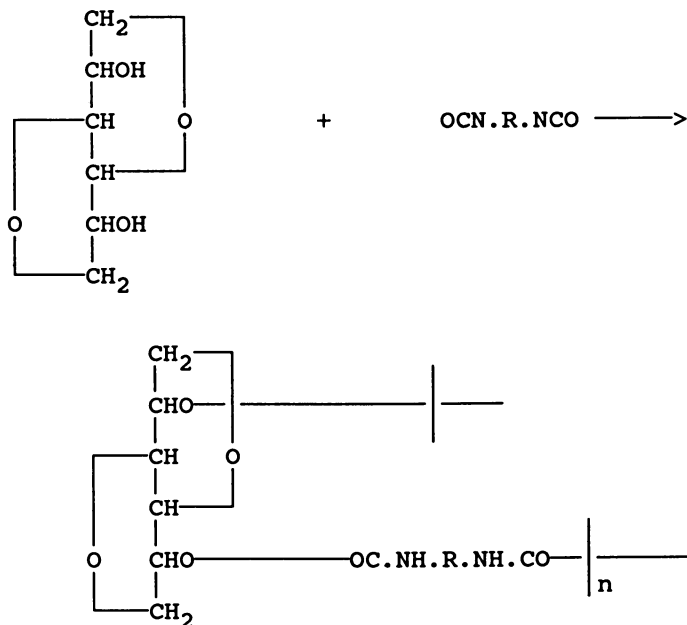 CH2
CHOH
CH O + OCN.R.NCO ———>
CH
O CHOH
CH2
CH2
CHO
CH O
CH
O CHO OC.NH.R.NH.CO
n
CH2